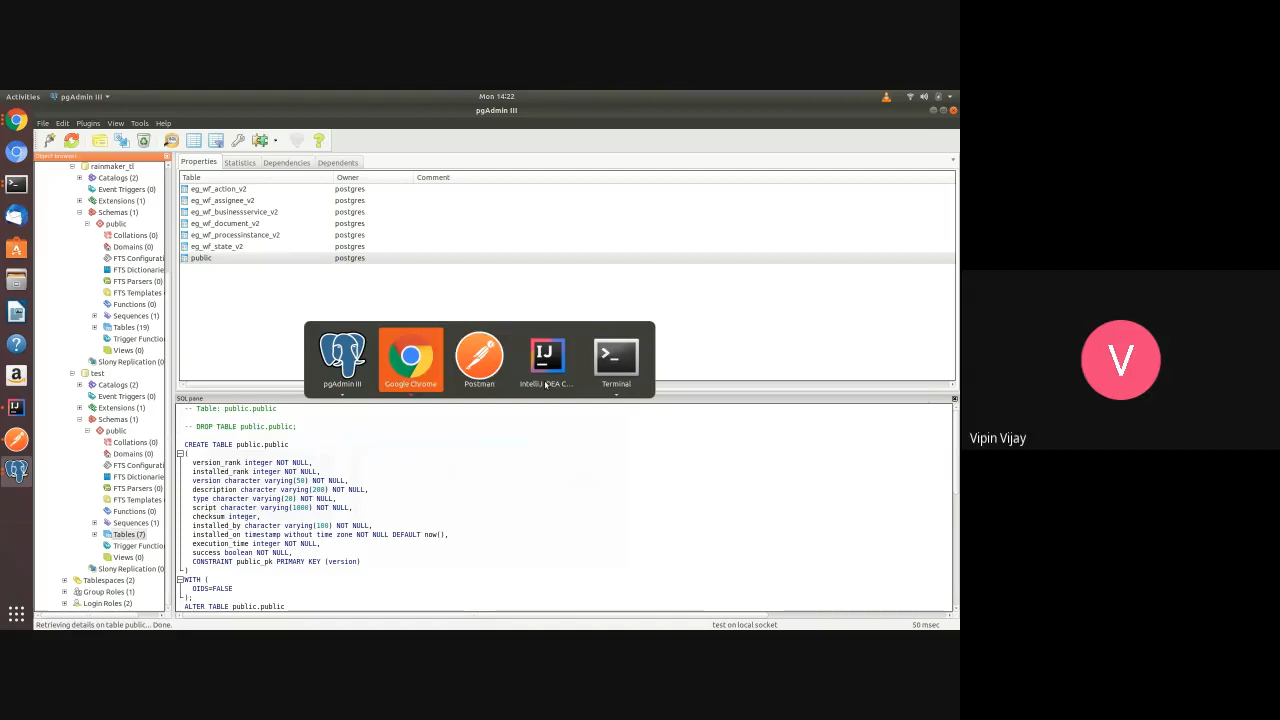 Activities
pgAdmin III
Mon 14:22
pgAdmin III
File Edit Plugins View Tools Help
Object browser
rainmaker_tl
Catalogs (2)
Event Triggers (0)
Extensions (1)
Schemas (1)
public
Collations (0)
Domains (0)
FTS Configurati
FTS Dictionarie
FTS Parsers (0)
FTS Templates
Functions (0)
Sequences (1)
Tables (19)
Trigger Functio
Views (0)
Slony Replication (0)
test
Catalogs (2)
Event Triggers (0)
Extensions (1)
Schemas (1)
public
Collations (0)
Domains (0)
FTS Configurati
FTS Dictionarie
FTS Parsers (0)
FTS Templates
Functions (0)
Sequences (1)
Tables (7)
Trigger Functio
Views (0)
Slony Replication (0)
Tablespaces (2)
Group Roles (1)
Login Roles (2)
Properties Statistics Dependencies Dependents
Table Owner Comment
eg_wf_action_v2 postgres
eg_wf_assignee_v2 postgres
eg_wf_businessservice_v2 postgres
eg_wf_document_v2 postgres
eg_wf_processinstance_v2 postgres
eg_wf_state_v2 postgres
public postgres
pgAdmin III
Google Chrome
Postman
IJ
IntelliJ IDEA C...
>_
Terminal
SQL pane
-- Table: public.public
-- DROP TABLE public.public;
CREATE TABLE public.public
(
version_rank integer NOT NULL,
installed_rank integer NOT NULL,
version character varying(50) NOT NULL,
description character varying(200) NOT NULL,
type character varying(20) NOT NULL,
script character varying(1000) NOT NULL,
checksum integer,
installed_by character varying(100) NOT NULL,
installed_on timestamp without time zone NOT NULL DEFAULT now(),
execution_time integer NOT NULL,
success boolean NOT NULL,
CONSTRAINT public_pk PRIMARY KEY (version)
)
WITH (
OIDS=FALSE
);
ALTER TABLE public.public
Retrieving details on table public... Done.
test on local socket
50 msec
V
Vipin Vijay